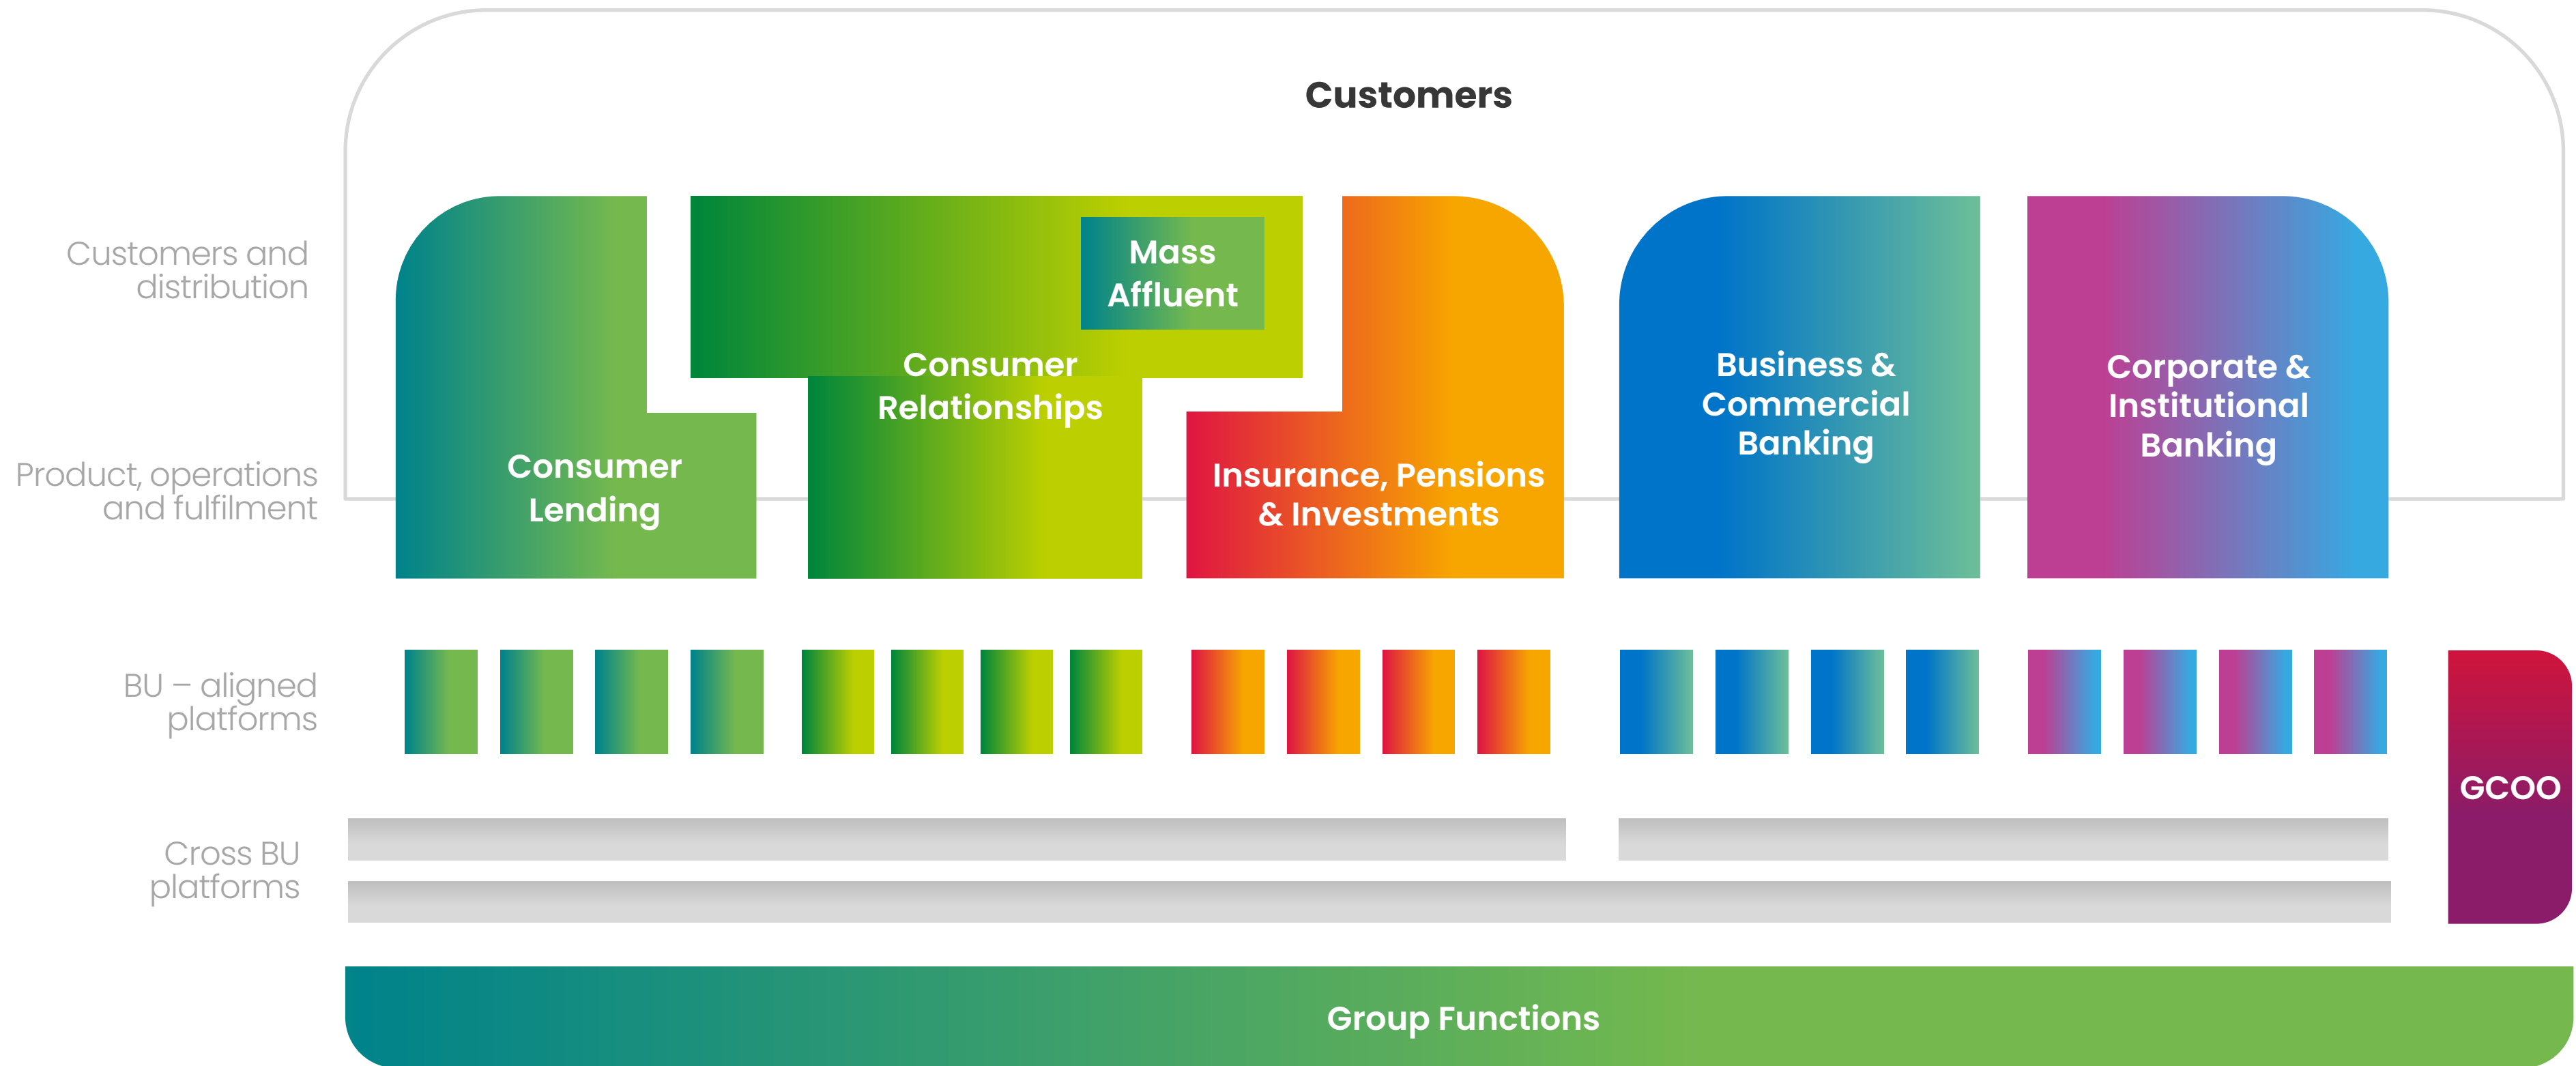 Customers
Customers and
distribution
Mass
Affluent
Consumer
Relationships
Business &
Commercial
Banking
Corporate &
Institutional
Banking
Product, operations
and fulfilment
Consumer
Lending
Insurance, Pensions
& Investments
BU – aligned
platforms
GCOO
Cross BU
platforms
Group Functions